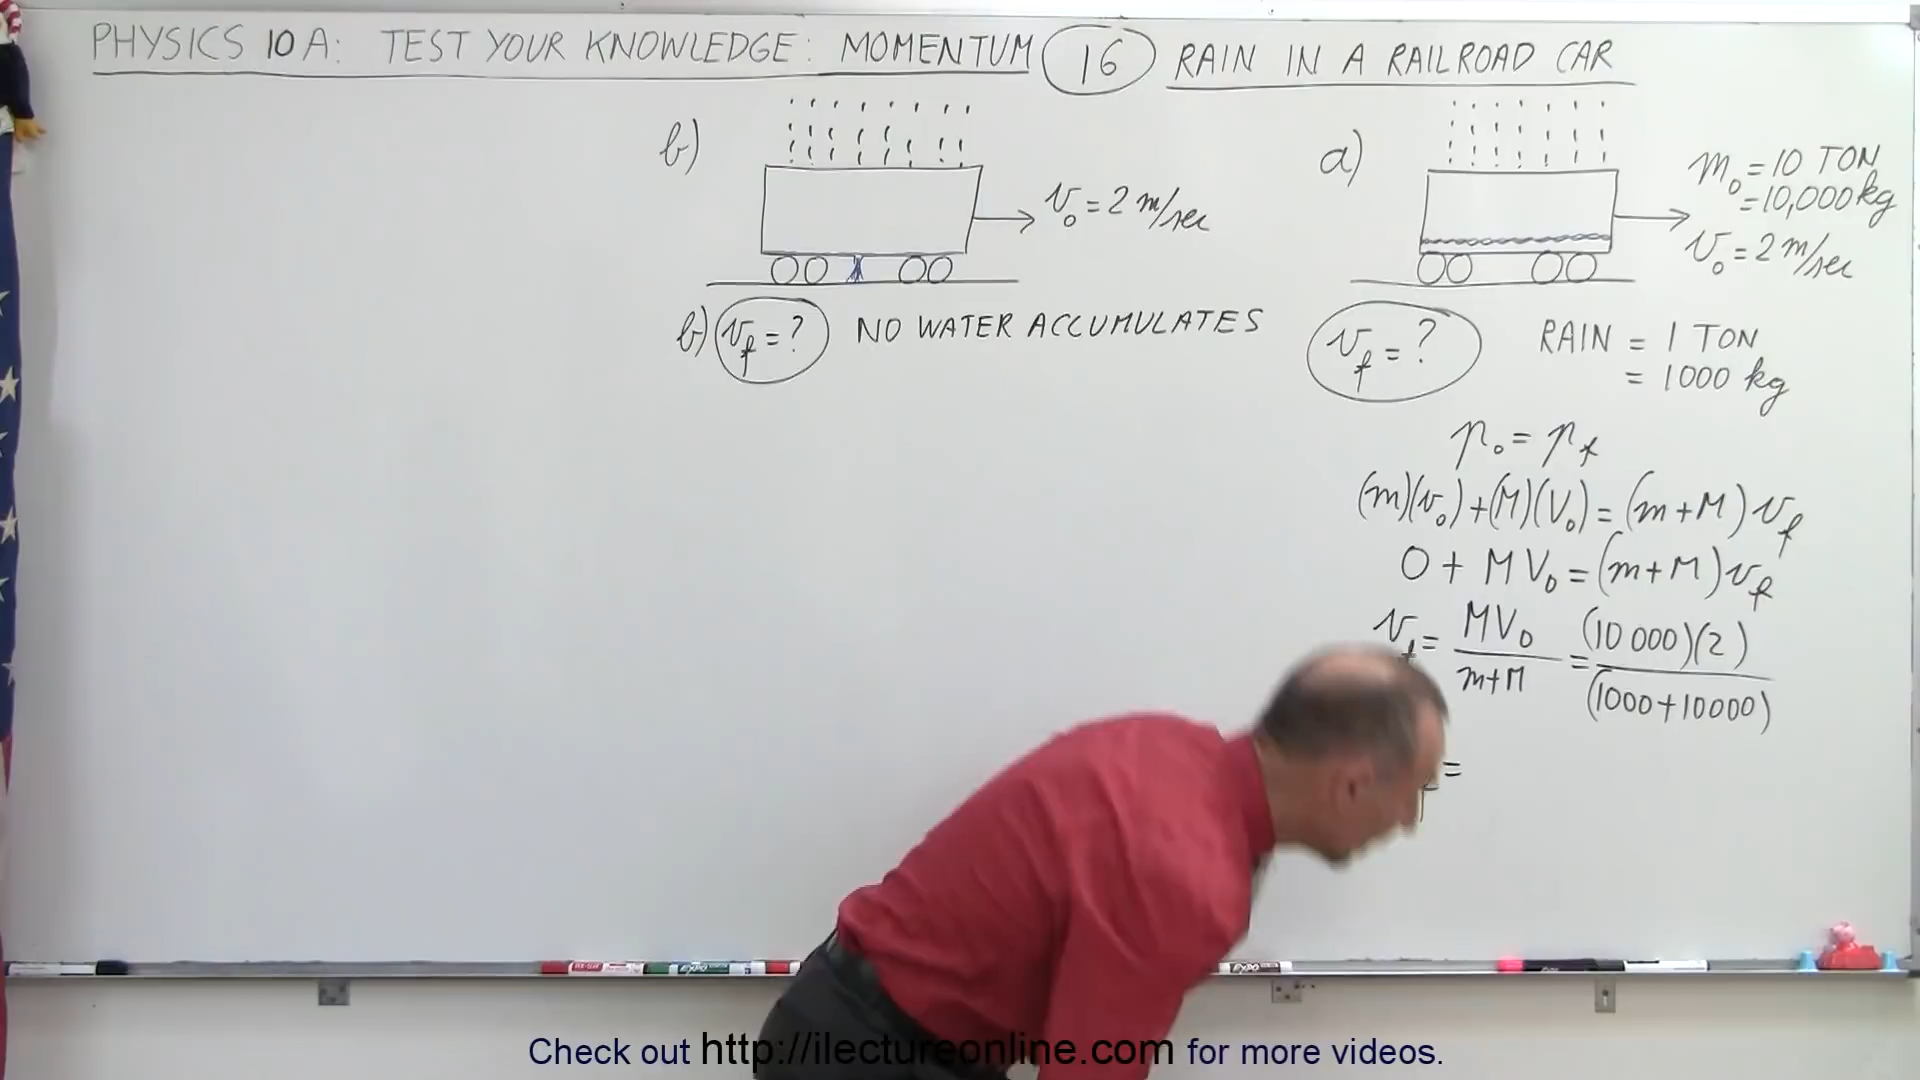 PHYSICS 10A: TEST YOUR KNOWLEDGE: MOMENTUM 16 RAIN IN A RAILROAD CAR
b)
v₀ = 2 m/sec
b) v_f = ? NO WATER ACCUMULATES
a)
m₀ = 10 TON
= 10,000 kg
v₀ = 2 m/sec
v_f = ?
RAIN = 1 TON
= 1000 kg
p₀ = p_f
(m)(v₀) + (M)(V₀) = (m+M) v_f
0 + M V₀ = (m+M) v_f
v_f = MV₀ / m+M = (10 000)(2) / (1000+10000)
=
Check out http://ilectureonline.com for more videos.